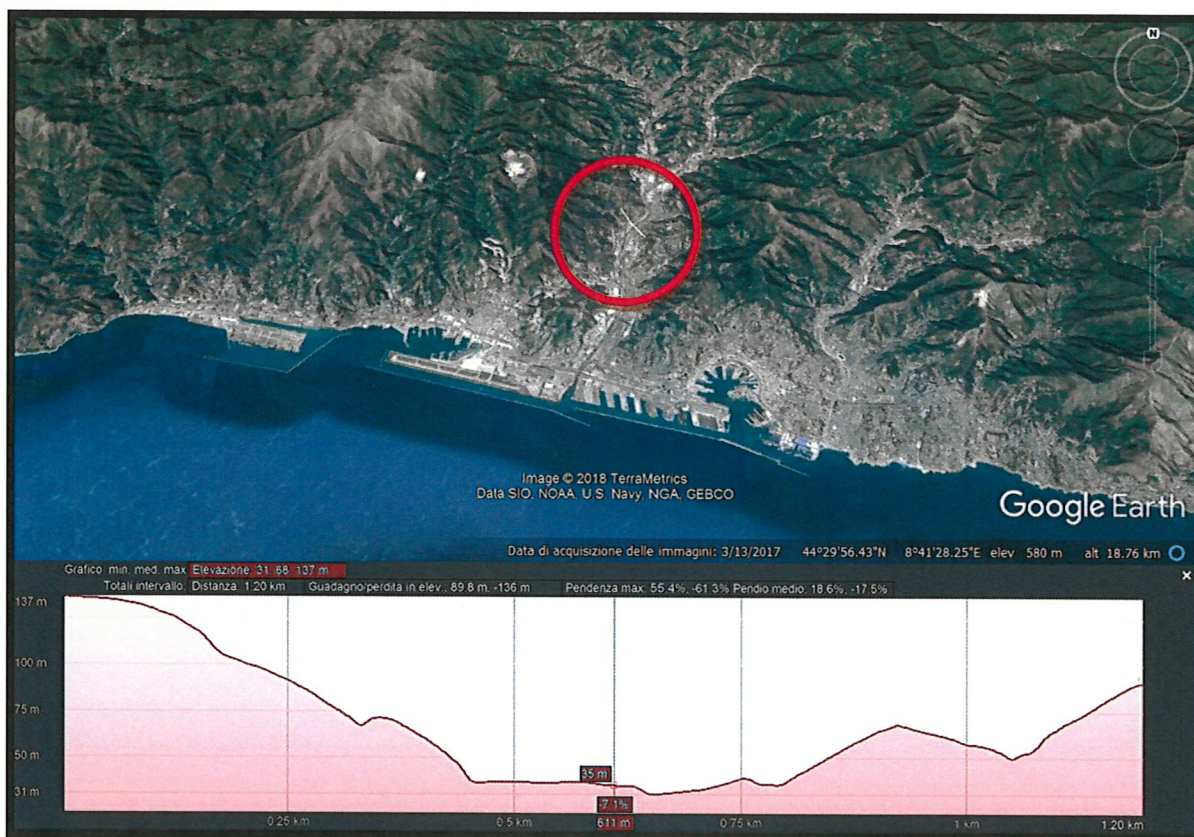 N
Image © 2018 TerraMetrics
Data SIO, NOAA, U.S. Navy, NGA, GEBCO
Google Earth
Data di acquisizione delle immagini: 3/13/2017 44°29'56.43"N 8°41'28.25"E elev 580 m alt 18.76 km
Grafico: min. med. max Elevazione: 31, 68, 137 m
Totali intervallo: Distanza: 1.20 km Guadagno/perdita in elev.: 89.8 m, -136 m Pendenza max: 55.4%, -61.3% Pendio medio: 18.6%, -17.5%
137 m
100 m
75 m
50 m
35 m
31 m
-7.1%
0.25 km 0.5 km 611 m 0.75 km 1 km 1.20 km